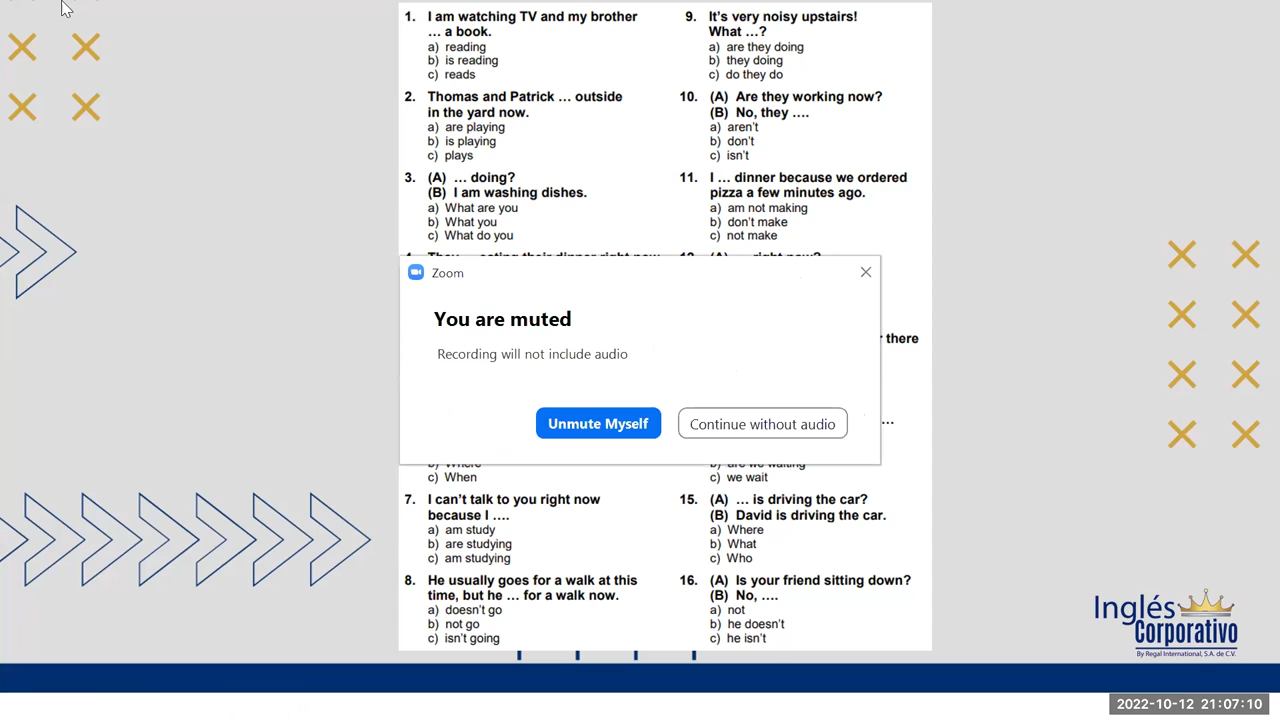 1. I am watching TV and my brother
… a book.
a) reading
b) is reading
c) reads
2. Thomas and Patrick … outside
in the yard now.
a) are playing
b) is playing
c) plays
3. (A) … doing?
(B) I am washing dishes.
a) What are you
b) What you
c) What do you
Zoom
You are muted
Recording will not include audio
Unmute Myself
Continue without audio
c) When
7. I can't talk to you right now
because I ….
a) am study
b) are studying
c) am studying
8. He usually goes for a walk at this
time, but he … for a walk now.
a) doesn't go
b) not go
c) isn't going
9. It's very noisy upstairs!
What …?
a) are they doing
b) they doing
c) do they do
10. (A) Are they working now?
(B) No, they ….
a) aren't
b) don't
c) isn't
11. I … dinner because we ordered
pizza a few minutes ago.
a) am not making
b) don't make
c) not make
there
…
b) are we waiting
c) we wait
15. (A) … is driving the car?
(B) David is driving the car.
a) Where
b) What
c) Who
16. (A) Is your friend sitting down?
(B) No, ….
a) not
b) he doesn't
c) he isn't
Inglés
Corporativo
By Regal International, S.A. de C.V.
2022-10-12 21:07:10